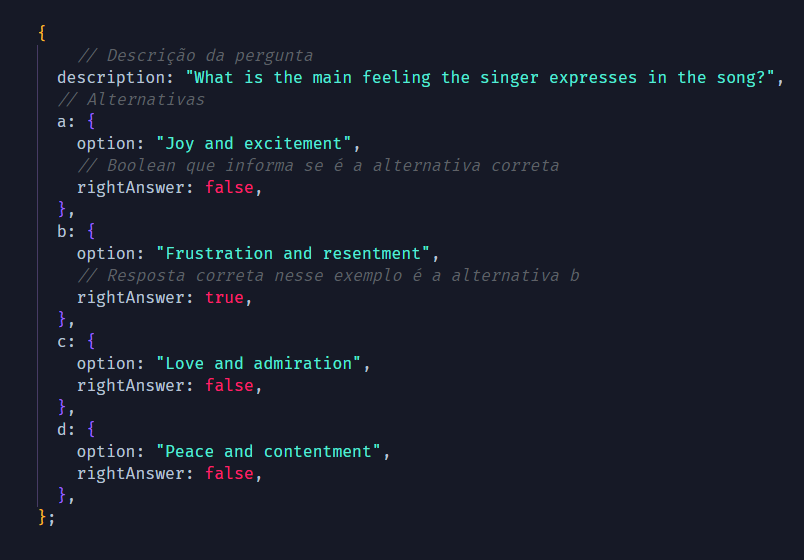 {
// Descrição da pergunta
description: "What is the main feeling the singer expresses in the song?",
// Alternativas
a: {
option: "Joy and excitement",
// Boolean que informa se é a alternativa correta
rightAnswer: false,
},
b: {
option: "Frustration and resentment",
// Resposta correta nesse exemplo é a alternativa b
rightAnswer: true,
},
c: {
option: "Love and admiration",
rightAnswer: false,
},
d: {
option: "Peace and contentment",
rightAnswer: false,
},
};